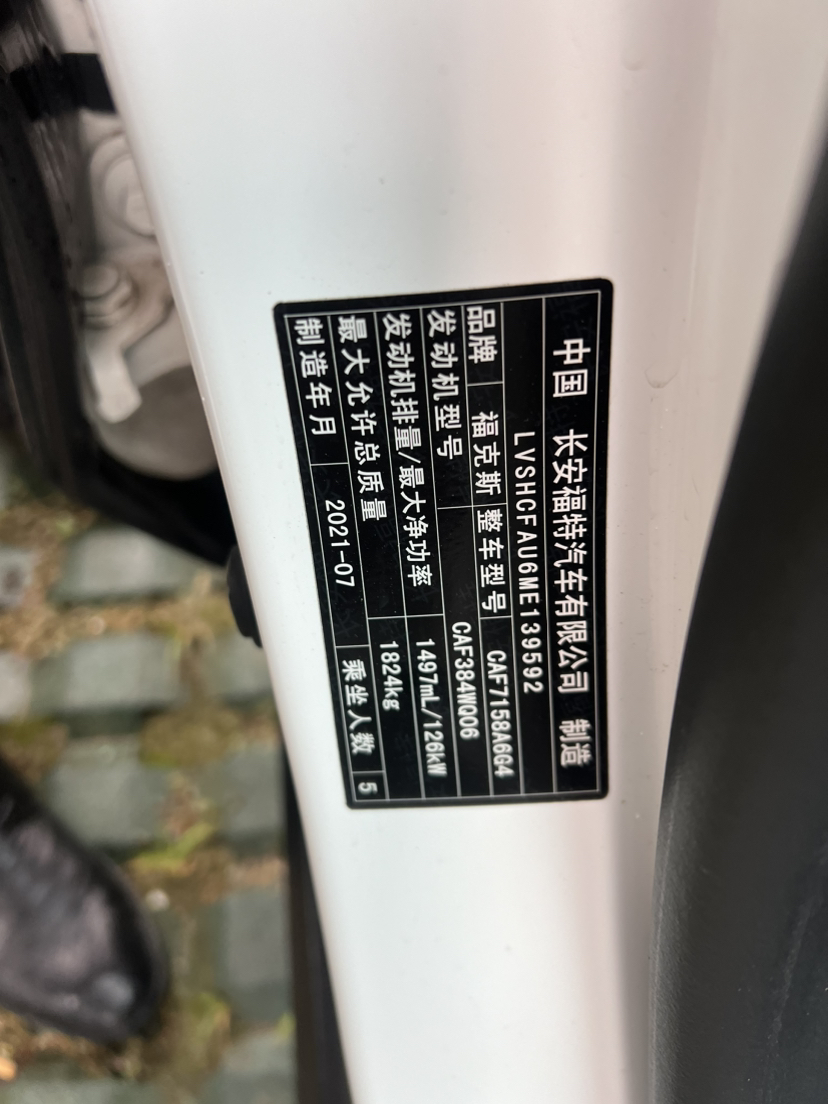 中国 长安福特汽车有限公司 制造
LVSHCFAU6ME139592
品牌 福克斯 整车型号 CAF7158A6G4
发动机型号 CAF384WQ06
发动机排量/最大净功率 1497mL/126kW
最大允许总质量 1824kg
制造年月 2021-07 乘坐人数 5